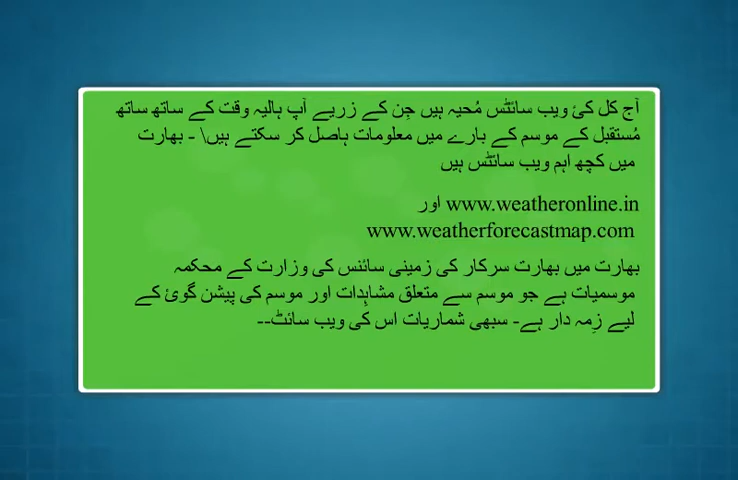 آج کل کئ ویب سائٹس مُحیہ ہیں جِن کے زریے آپ ہالیہ وقت کے ساتھ ساتھ
مُستقبل کے موسم کے بارے میں معلومات ہاصل کر سکتے ہیں\ - بھارت
میں کچھ اہم ویب سائٹس ہیں
www.weatheronline.in اور
www.weatherforecastmap.com
بھارت میں بھارت سرکار کی زمینی سائنس کی وزارت کے محکمہ
موسمیات ہے جو موسم سے متعلق مشاہِدات اور موسم کی پیشن گوئ کے
لیے زِمہ دار ہے- سبھی شماریات اس کی ویب سائٹ--